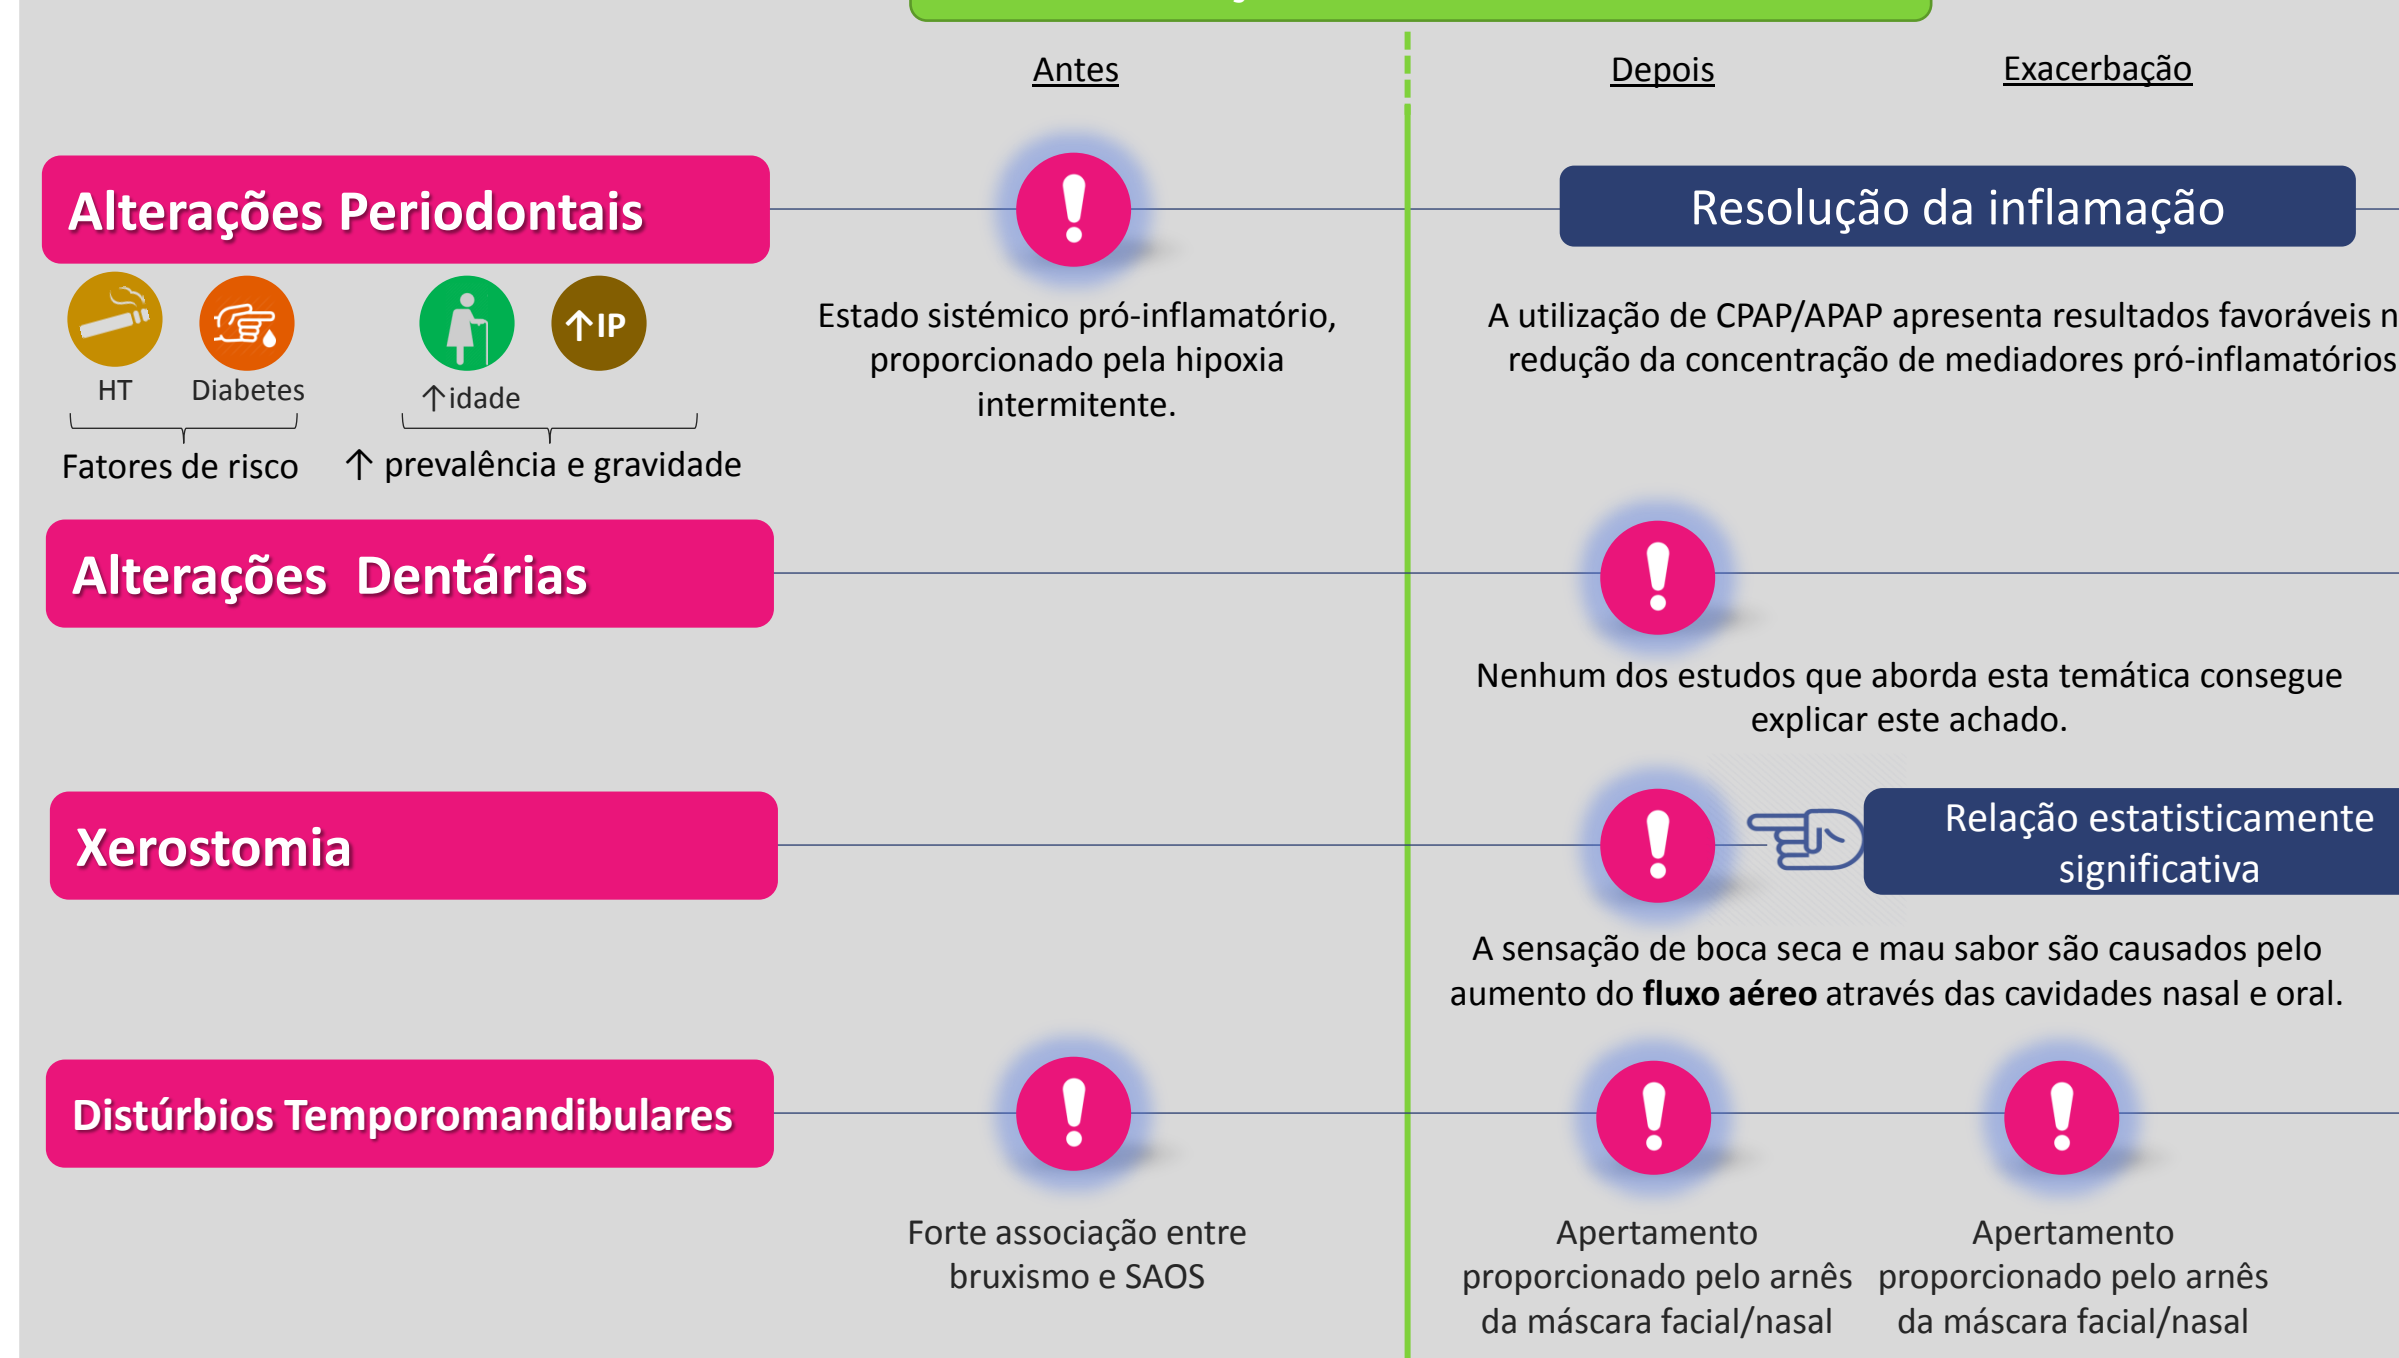 Antes
Depois
Exacerbação
Alterações Periodontais
Resolução da inflamação
↑IP
HT
Diabetes
↑idade
Fatores de risco
↑ prevalência e gravidade
Estado sistémico pró-inflamatório,
proporcionado pela hipoxia
intermitente.
A utilização de CPAP/APAP apresenta resultados favoráveis n
redução da concentração de mediadores pró-inflamatórios
Alterações Dentárias
Nenhum dos estudos que aborda esta temática consegue
explicar este achado.
Xerostomia
Relação estatisticamente
significativa
A sensação de boca seca e mau sabor são causados pelo
aumento do fluxo aéreo através das cavidades nasal e oral.
Distúrbios Temporomandibulares
Forte associação entre
bruxismo e SAOS
Apertamento
proporcionado pelo arnês
da máscara facial/nasal
Apertamento
proporcionado pelo arnês
da máscara facial/nasal